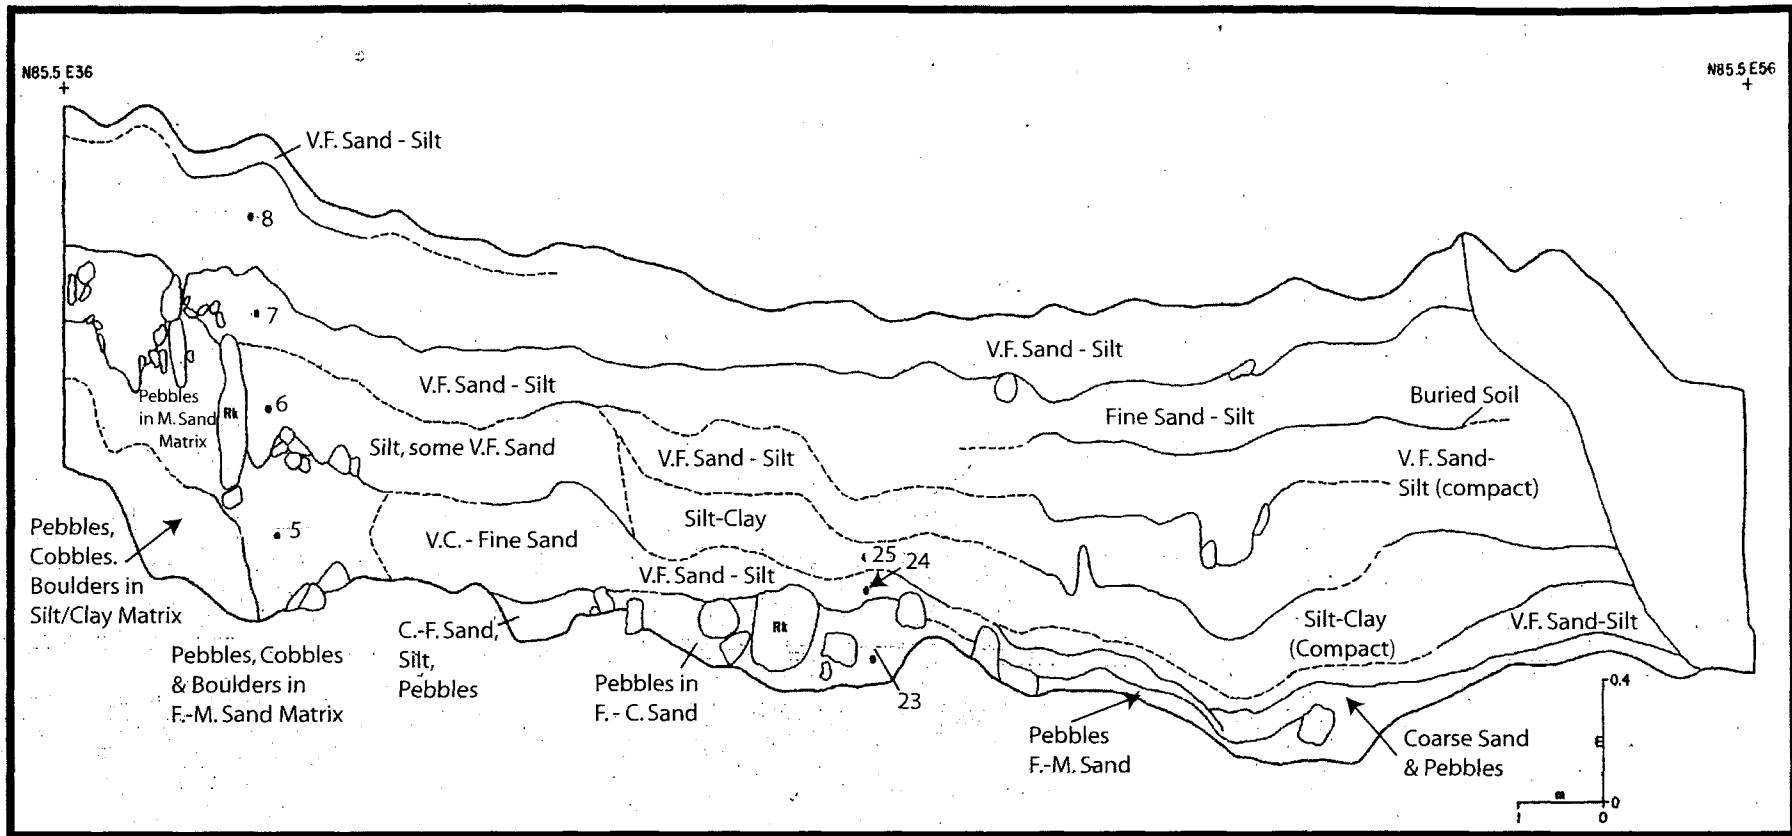 N85.5 E36
N85.5 E56
V.F. Sand - Silt
8
7
V.F. Sand - Silt
V.F. Sand - Silt
Pebbles
in M. Sand
Matrix
Rk
6
Buried Soil
Fine Sand - Silt
Silt, some V.F. Sand
V.F. Sand - Silt
V. F. Sand-
Silt (compact)
Silt-Clay
Pebbles,
Cobbles.
Boulders in
Silt/Clay Matrix
5
V.C. - Fine Sand
25 24
V.F. Sand - Silt
C.-F. Sand,
Silt,
Pebbles
Rk
Silt-Clay
(Compact)
V.F. Sand-Silt
Pebbles, Cobbles
& Boulders in
F.-M. Sand Matrix
Pebbles in
F. - C. Sand
23
Pebbles
F.-M. Sand
Coarse Sand
& Pebbles
0.4
m
0
m
1 0